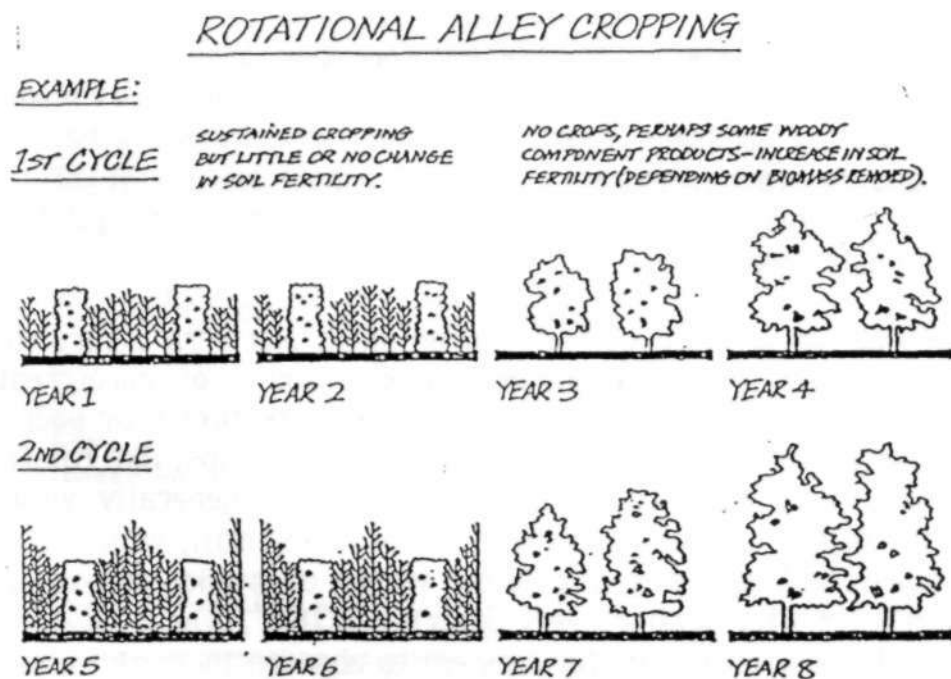 ROTATIONAL ALLEY CROPPING
EXAMPLE:
1ST CYCLE
SUSTAINED CROPPING
BUT LITTLE OR NO CHANGE
IN SOIL FERTILITY.
NO CROPS, PERHAPS SOME WOODY
COMPONENT PRODUCTS-INCREASE IN SOIL
FERTILITY (DEPENDING ON BIOMASS REMOVED).
YEAR 1
YEAR 2
YEAR 3
YEAR 4
2ND CYCLE
YEAR 5
YEAR 6
YEAR 7
YEAR 8